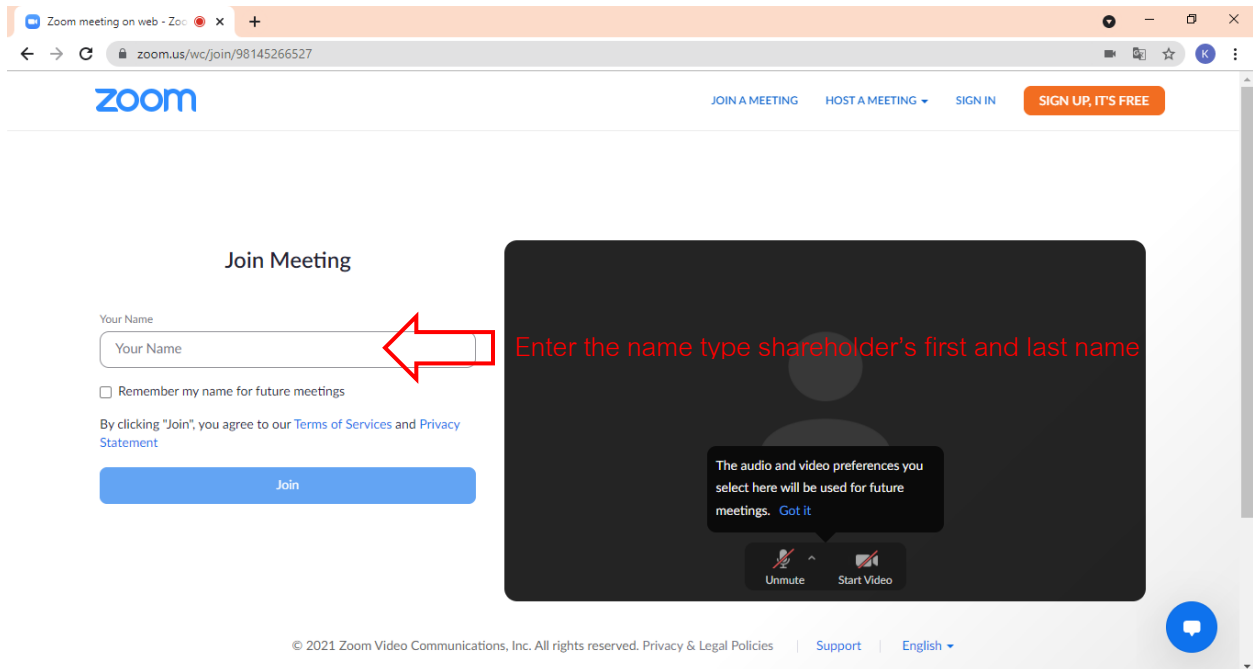 Zoom meeting on web - Zoo
zoom.us/wc/join/98145266527
K
zoom
JOIN A MEETING
HOST A MEETING
SIGN IN
SIGN UP, IT'S FREE
Join Meeting
Your Name
Your Name
Enter the name type shareholder's first and last name
Remember my name for future meetings
By clicking "Join", you agree to our Terms of Services and Privacy
Statement
Join
The audio and video preferences you
select here will be used for future
meetings. Got it
Unmute
Start Video
© 2021 Zoom Video Communications, Inc. All rights reserved. Privacy & Legal Policies
Support
English